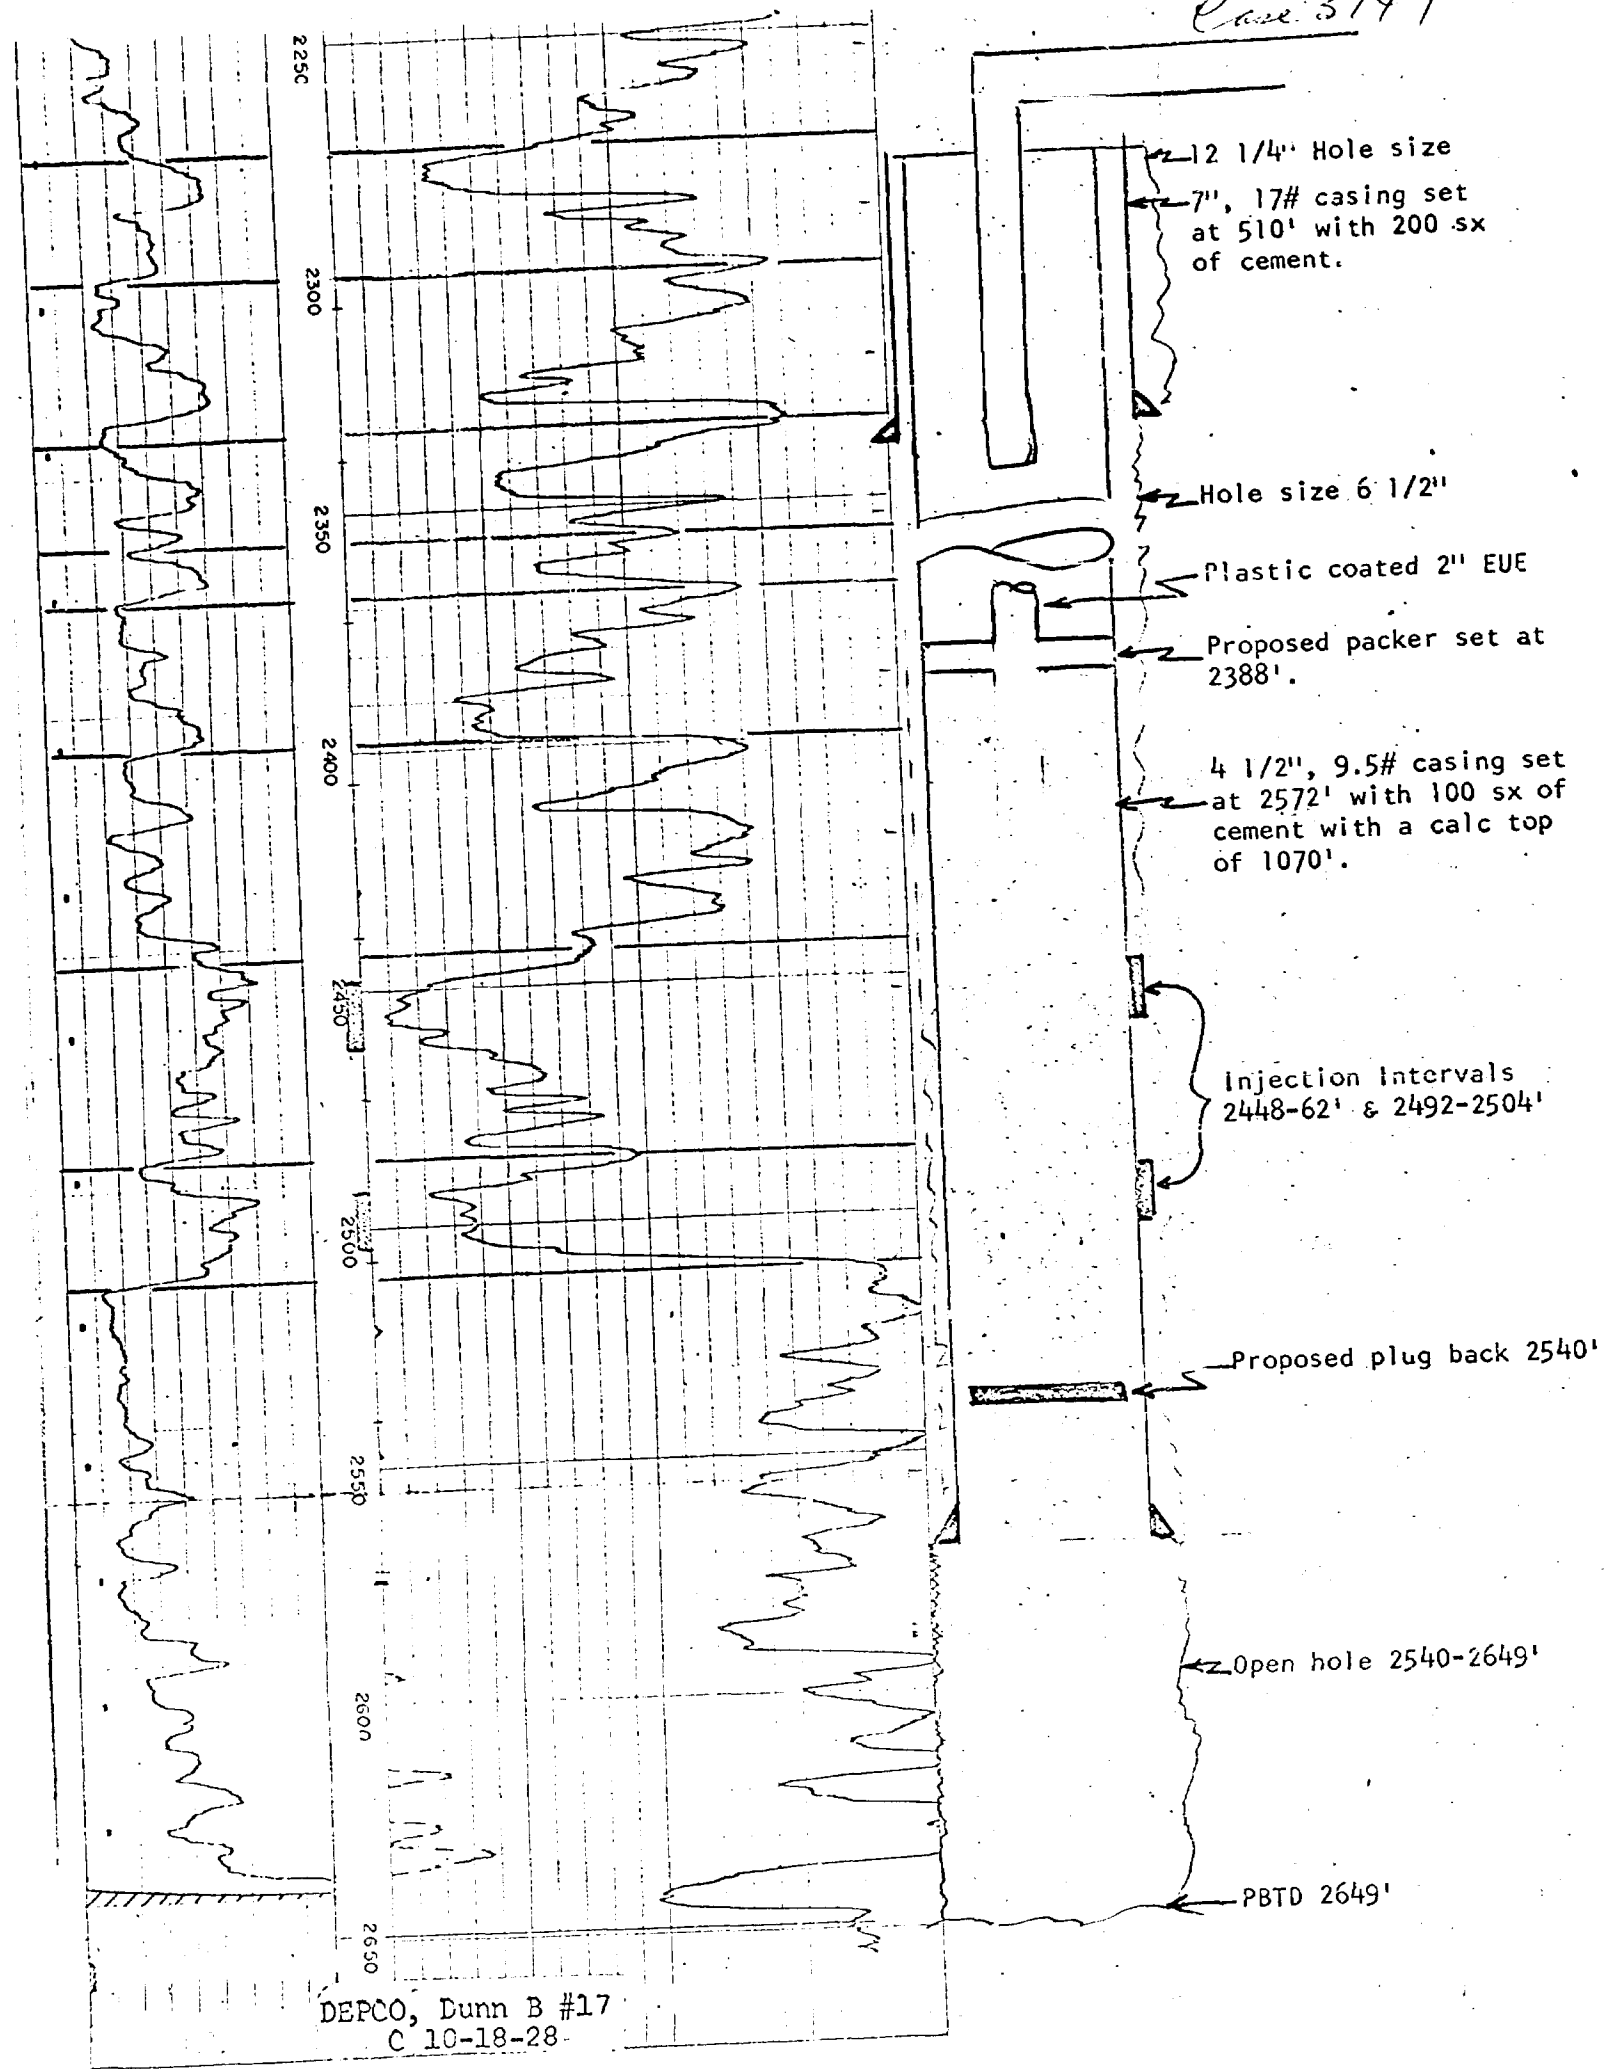 Case
2250
2300
2350
2400
2450
2500
2550
2600
2650
12 1/4" Hole size
7", 17# casing set
at 510' with 200 sx
of cement.
Hole size 6 1/2"
Plastic coated 2" EUE
Proposed packer set at
2388'.
4 1/2", 9.5# casing set
at 2572' with 100 sx of
cement with a calc top
of 1070'.
Injection Intervals
2448-62' & 2492-2504'
Proposed plug back 2540'
Open hole 2540-2649'
PBTD 2649'
DEPCO, Dunn B #17
C 10-18-28